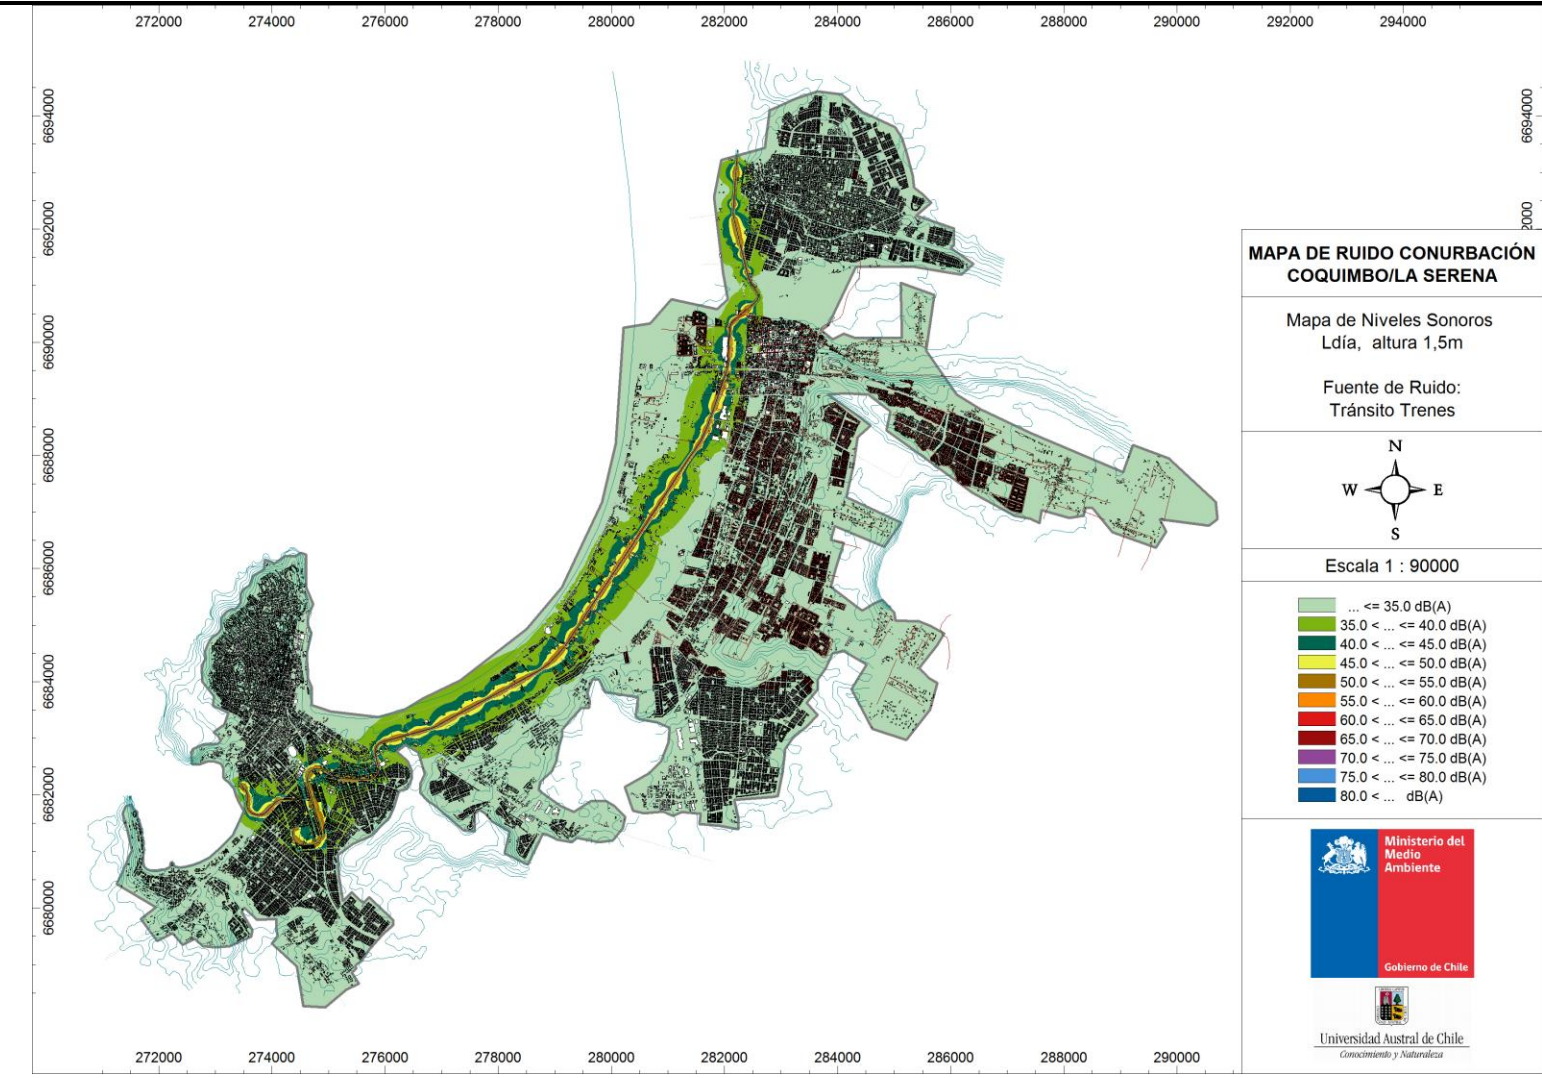 272000 274000 276000 278000 280000 282000 284000 286000 288000 290000 292000 294000
6694000
6692000
6690000
6688000
6686000
6684000
6682000
6680000
6694000
2000
MAPA DE RUIDO CONURBACIÓN
COQUIMBO/LA SERENA
Mapa de Niveles Sonoros
Ldía, altura 1,5m
Fuente de Ruido:
Tránsito Trenes
N
W E
S
Escala 1 : 90000
... <= 35.0 dB(A)
35.0 < ... <= 40.0 dB(A)
40.0 < ... <= 45.0 dB(A)
45.0 < ... <= 50.0 dB(A)
50.0 < ... <= 55.0 dB(A)
55.0 < ... <= 60.0 dB(A)
60.0 < ... <= 65.0 dB(A)
65.0 < ... <= 70.0 dB(A)
70.0 < ... <= 75.0 dB(A)
75.0 < ... <= 80.0 dB(A)
80.0 < ... dB(A)
Ministerio del
Medio
Ambiente
Gobierno de Chile
Universidad Austral de Chile
Conocimiento y Naturaleza
272000 274000 276000 278000 280000 282000 284000 286000 288000 290000